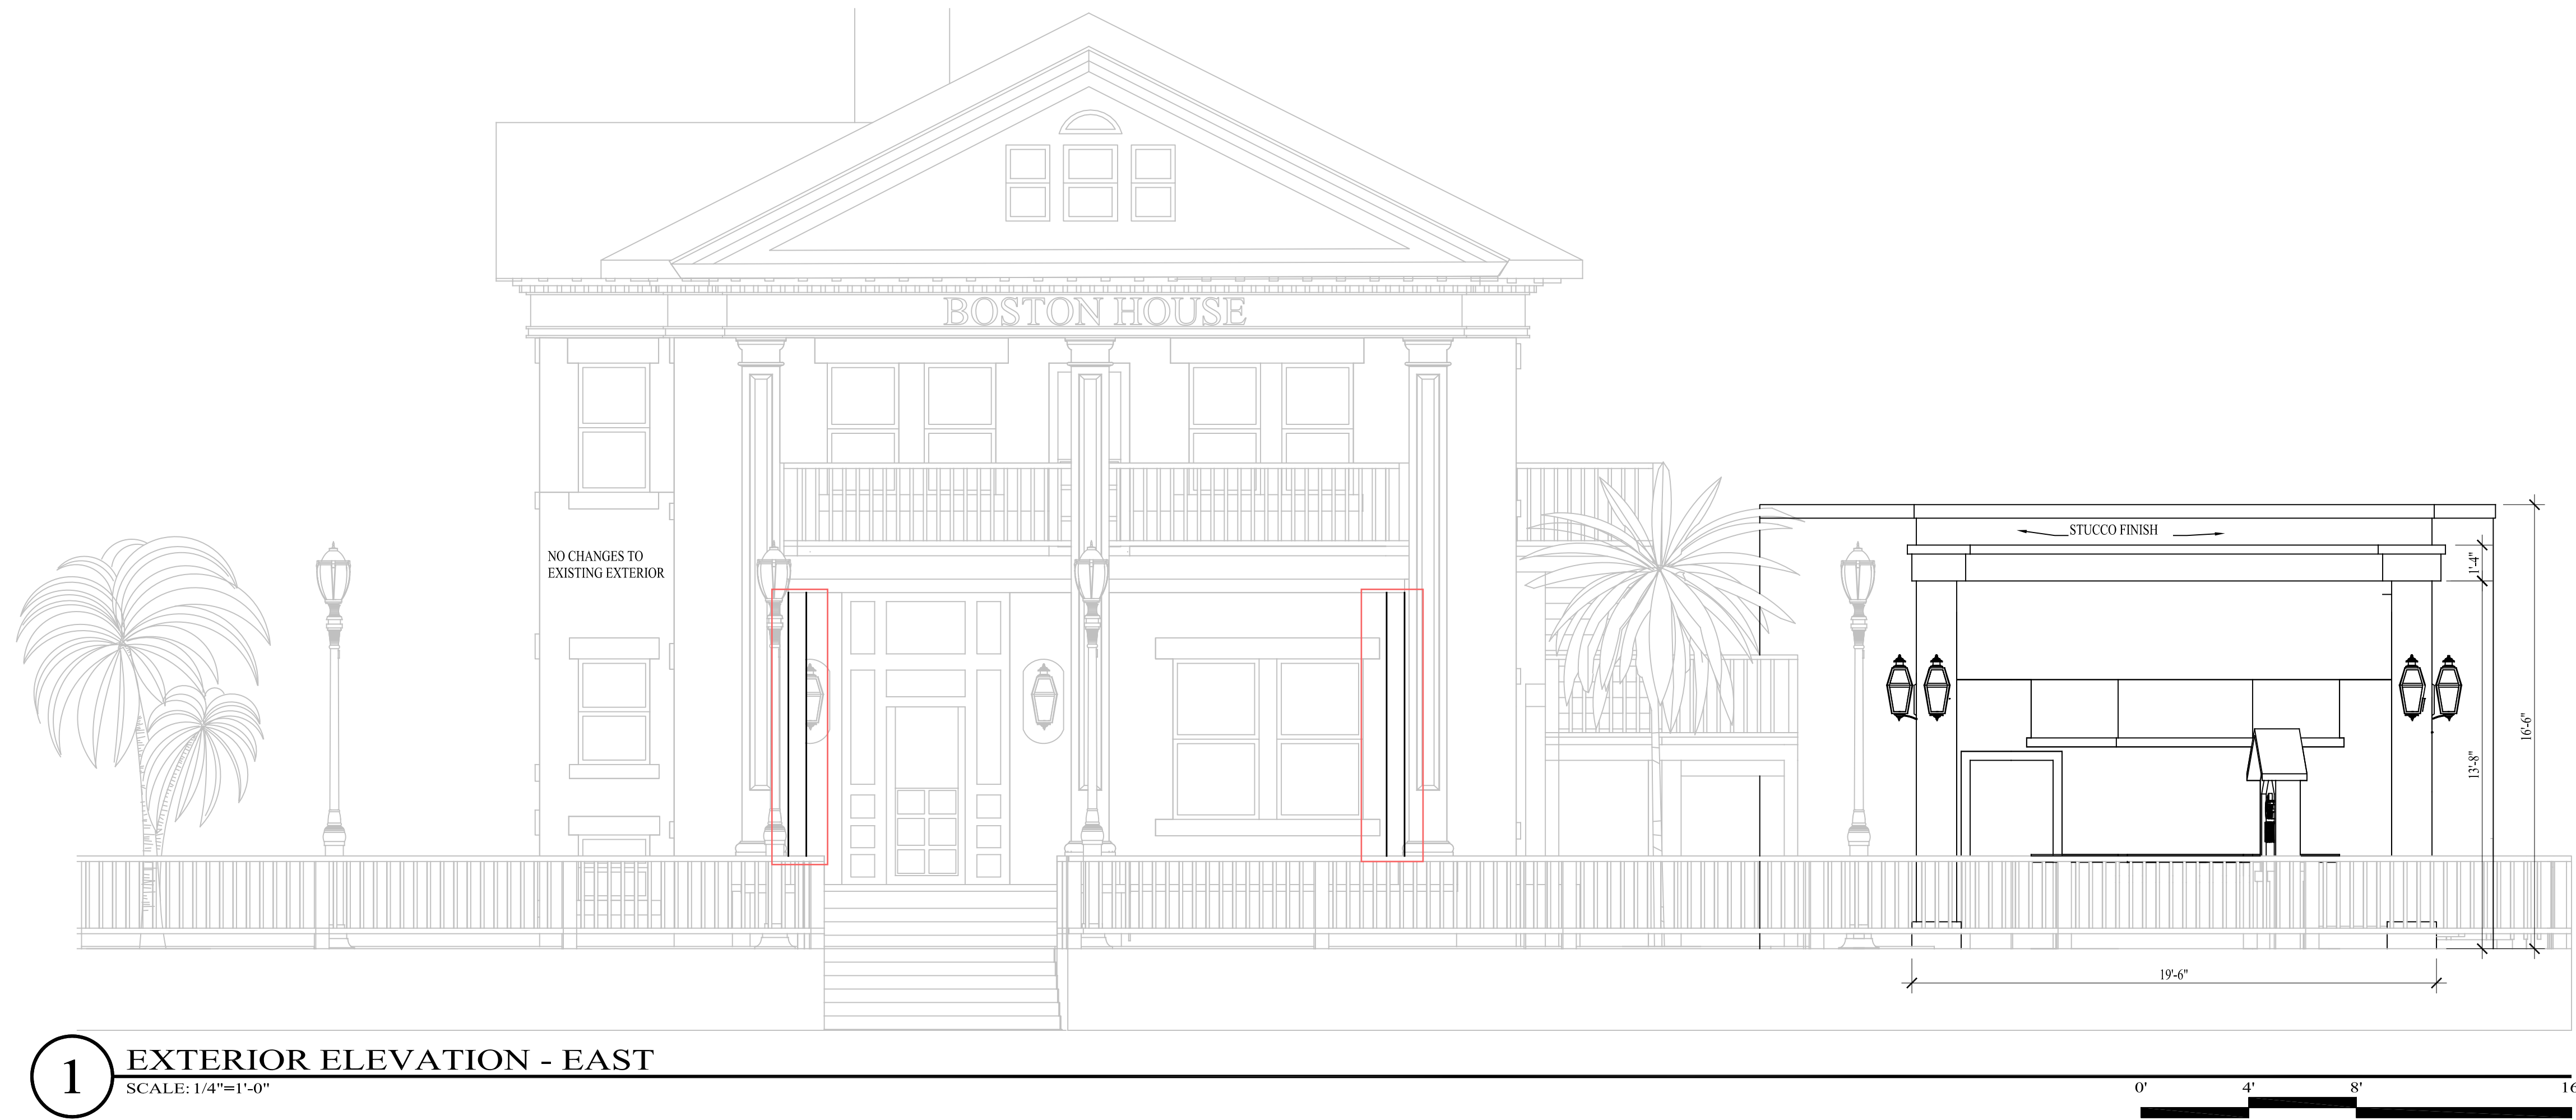 BOSTON HOUSE
STUCCO FINISH
NO CHANGES TO
EXISTING EXTERIOR
1'-4"
16'-6"
13'-8"
19'-6"
1
EXTERIOR ELEVATION - EAST
SCALE: 1/4"=1'-0"
0' 4' 8' 16